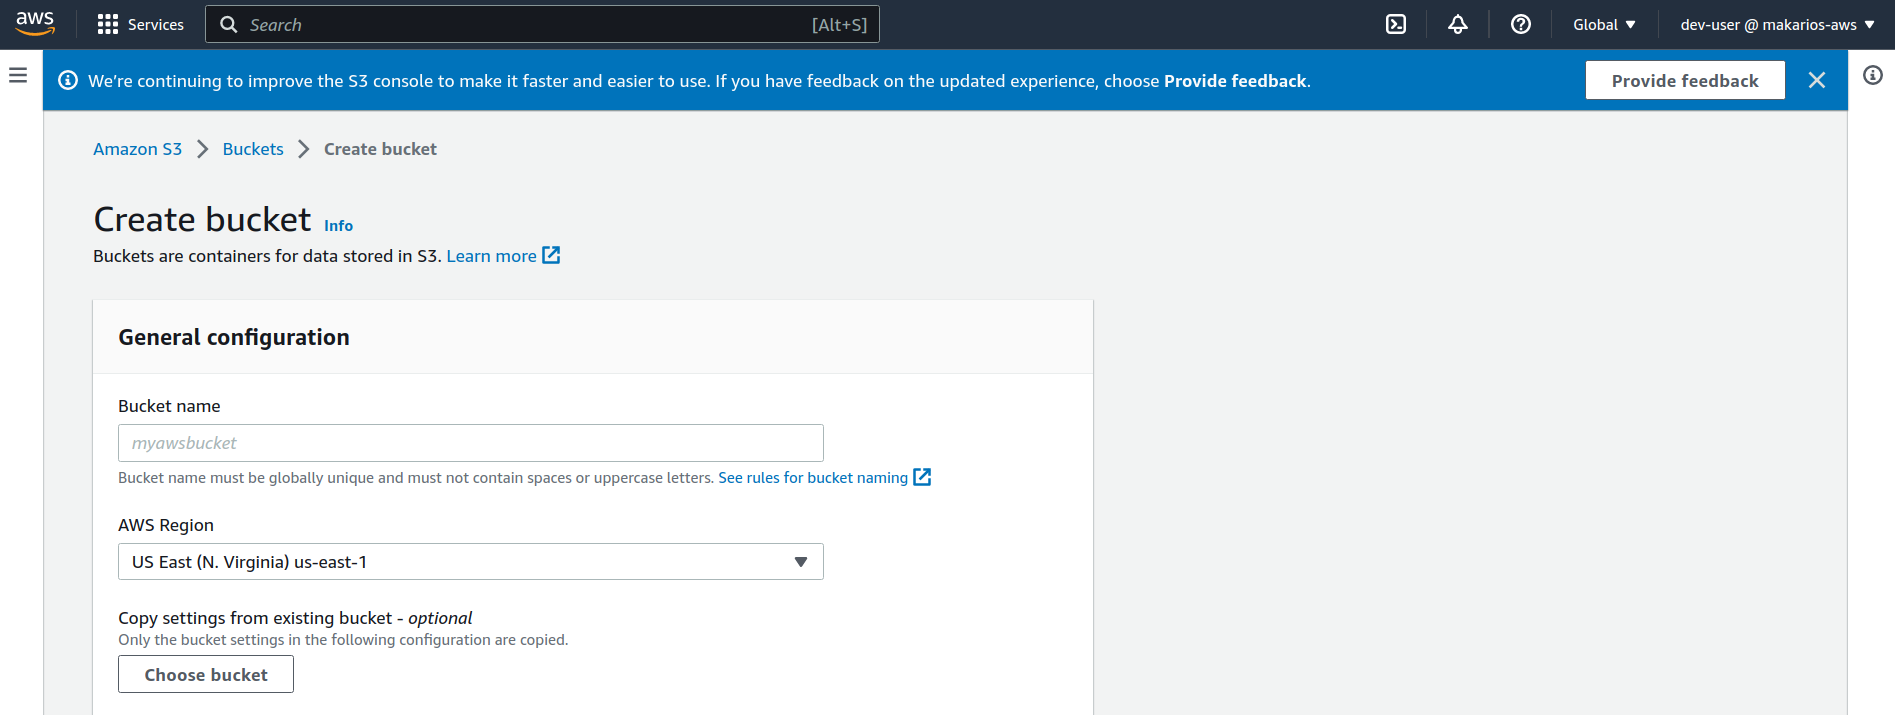 aws Services Search [Alt+S] Global dev-user @ makarios-aws
We’re continuing to improve the S3 console to make it faster and easier to use. If you have feedback on the updated experience, choose Provide feedback. Provide feedback
Amazon S3 Buckets Create bucket
Create bucket Info
Buckets are containers for data stored in S3. Learn more
General configuration
Bucket name
myawsbucket
Bucket name must be globally unique and must not contain spaces or uppercase letters. See rules for bucket naming
AWS Region
US East (N. Virginia) us-east-1
Copy settings from existing bucket - optional
Only the bucket settings in the following configuration are copied.
Choose bucket